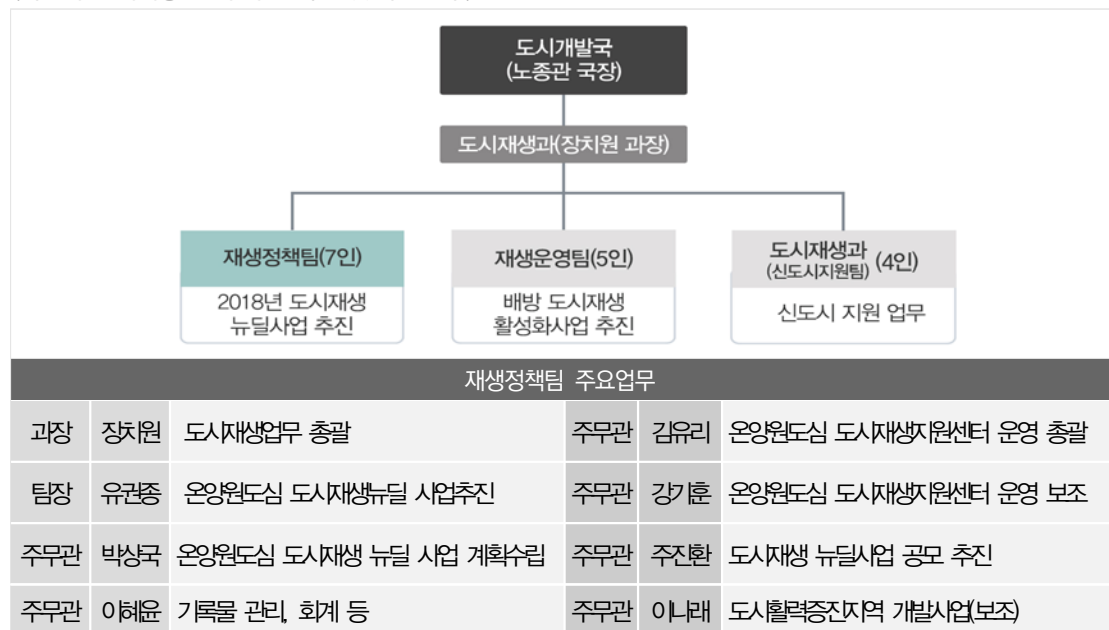 도시개발국
(노종관 국장)
도시재생과(장치원 과장)
재생정책팀(7인)
2018년 도시재생
뉴딜사업 추진
재생운영팀(5인)
배방 도시재생
활성화사업 추진
도시재생과
(신도시지원팀) (4인)
신도시 지원 업무
재생정책팀 주요업무
과장 장치원 도시재생업무 총괄 주무관 김유리 온양원도심 도시재생지원센터 운영 총괄
팀장 유권종 온양원도심 도시재생뉴딜 사업추진 주무관 강기훈 온양원도심 도시재생지원센터 운영 보조
주무관 박상국 온양원도심 도시재생 뉴딜 사업 계획수립 주무관 주진환 도시재생 뉴딜사업 공모 추진
주무관 이혜윤 기록물 관리, 회계 등 주무관 이나래 도시활력증진지역 개발사업(보조)